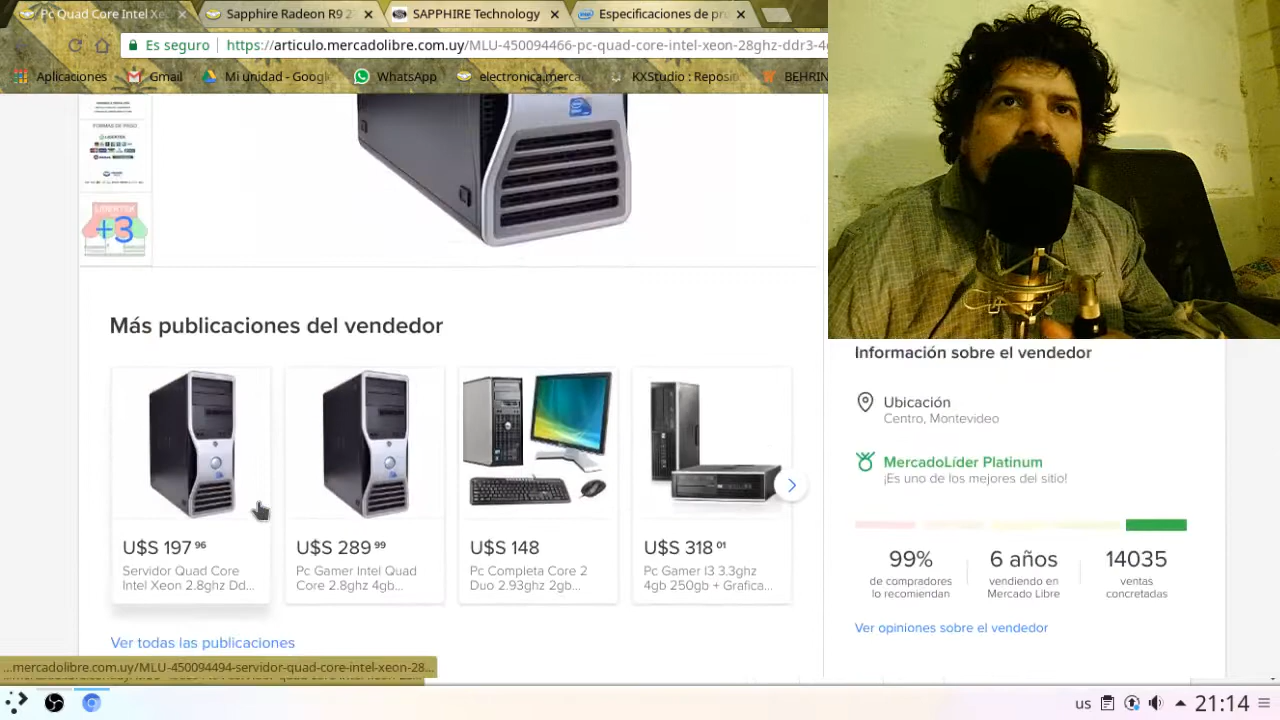 Pc Quad Core Intel Xe
Sapphire Radeon R9 2
SAPPHIRE Technology
Especificaciones de pru
Es seguro
https://articulo.mercadolibre.com.uy/MLU-450094466-pc-quad-core-intel-xeon-28ghz-ddr3-4g
Aplicaciones
Gmail
Mi unidad - Googl
WhatsApp
electronica.merca
KXStudio : Reposit
BEHRIN
FORMAS DE PAGO
+3
Más publicaciones del vendedor
U$S 197 96
Servidor Quad Core
Intel Xeon 2.8ghz Dd...
U$S 289 99
Pc Gamer Intel Quad
Core 2.8ghz 4gb...
U$S 148
Pc Completa Core 2
Duo 2.93ghz 2gb...
U$S 318 01
Pc Gamer I3 3.3ghz
4gb 250gb + Grafica...
Ver todas las publicaciones
Información sobre el vendedor
Ubicación
Centro, Montevideo
MercadoLíder Platinum
¡Es uno de los mejores del sitio!
99%
de compradores
lo recomiendan
6 años
vendiendo en
Mercado Libre
14035
ventas
concretadas
Ver opiniones sobre el vendedor
...mercadolibre.com.uy/MLU-450094494-servidor-quad-core-intel-xeon-28...
us
21:14